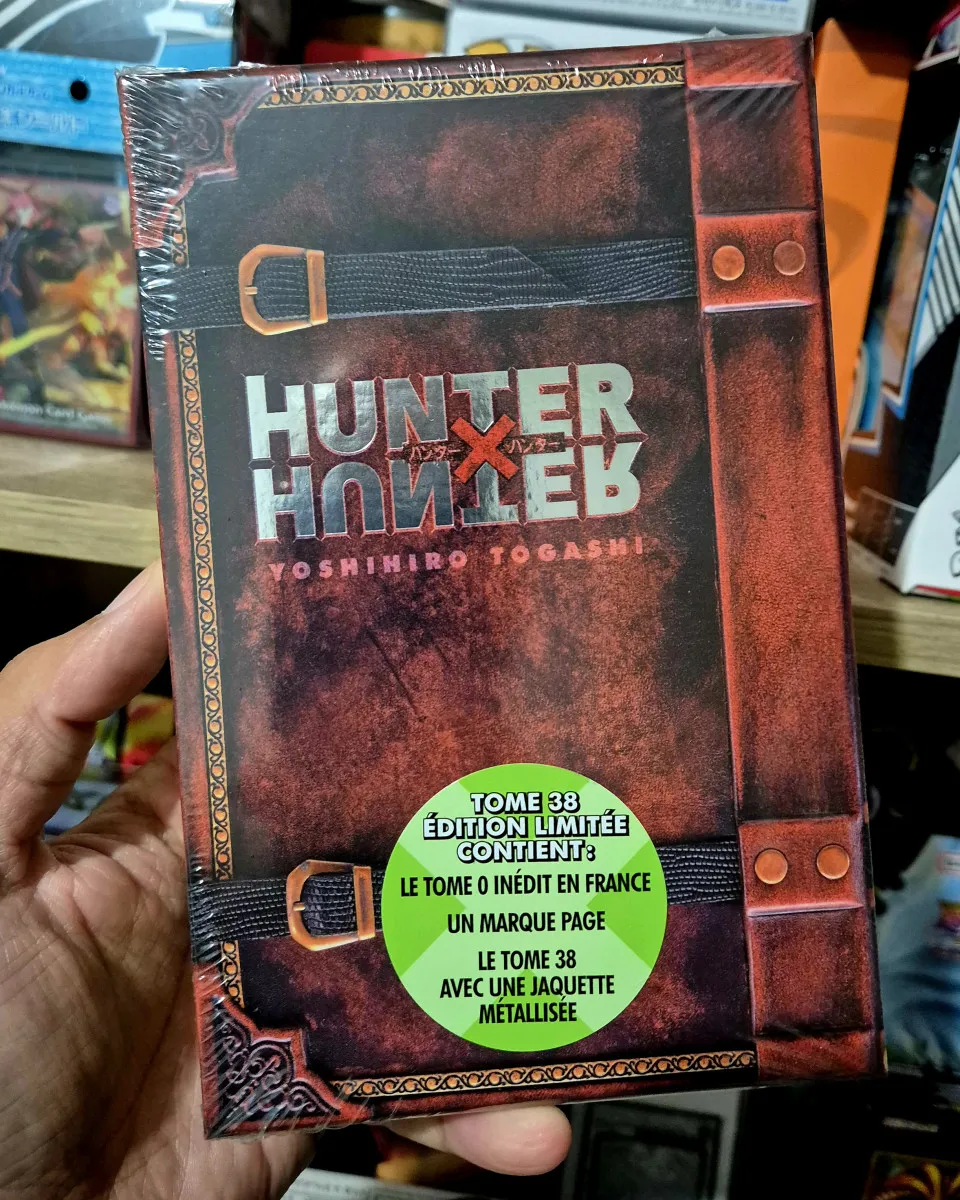 HUNTER
ハンター×ハンター
HUNTER
YOSHIHIRO TOGASHI
TOME 38
ÉDITION LIMITÉE
CONTIENT :
LE TOME 0 INÉDIT EN FRANCE
UN MARQUE PAGE
LE TOME 38
AVEC UNE JAQUETTE
MÉTALLISÉE